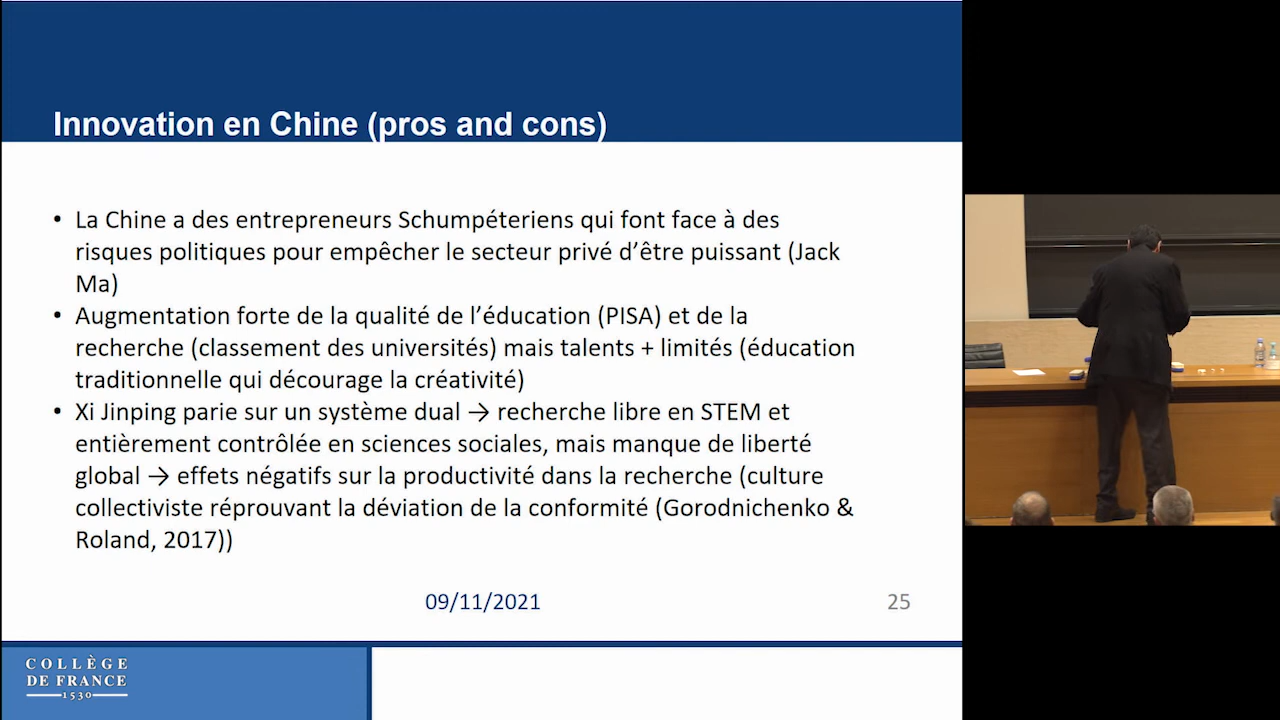 Innovation en Chine (pros and cons)
• La Chine a des entrepreneurs Schumpéteriens qui font face à des
risques politiques pour empêcher le secteur privé d’être puissant (Jack
Ma)
• Augmentation forte de la qualité de l’éducation (PISA) et de la
recherche (classement des universités) mais talents + limités (éducation
traditionnelle qui décourage la créativité)
• Xi Jinping parie sur un système dual → recherche libre en STEM et
entièrement contrôlée en sciences sociales, mais manque de liberté
global → effets négatifs sur la productivité dans la recherche (culture
collectiviste réprouvant la déviation de la conformité (Gorodnichenko &
Roland, 2017))
09/11/2021
25
COLLÈGE
DE FRANCE
1530